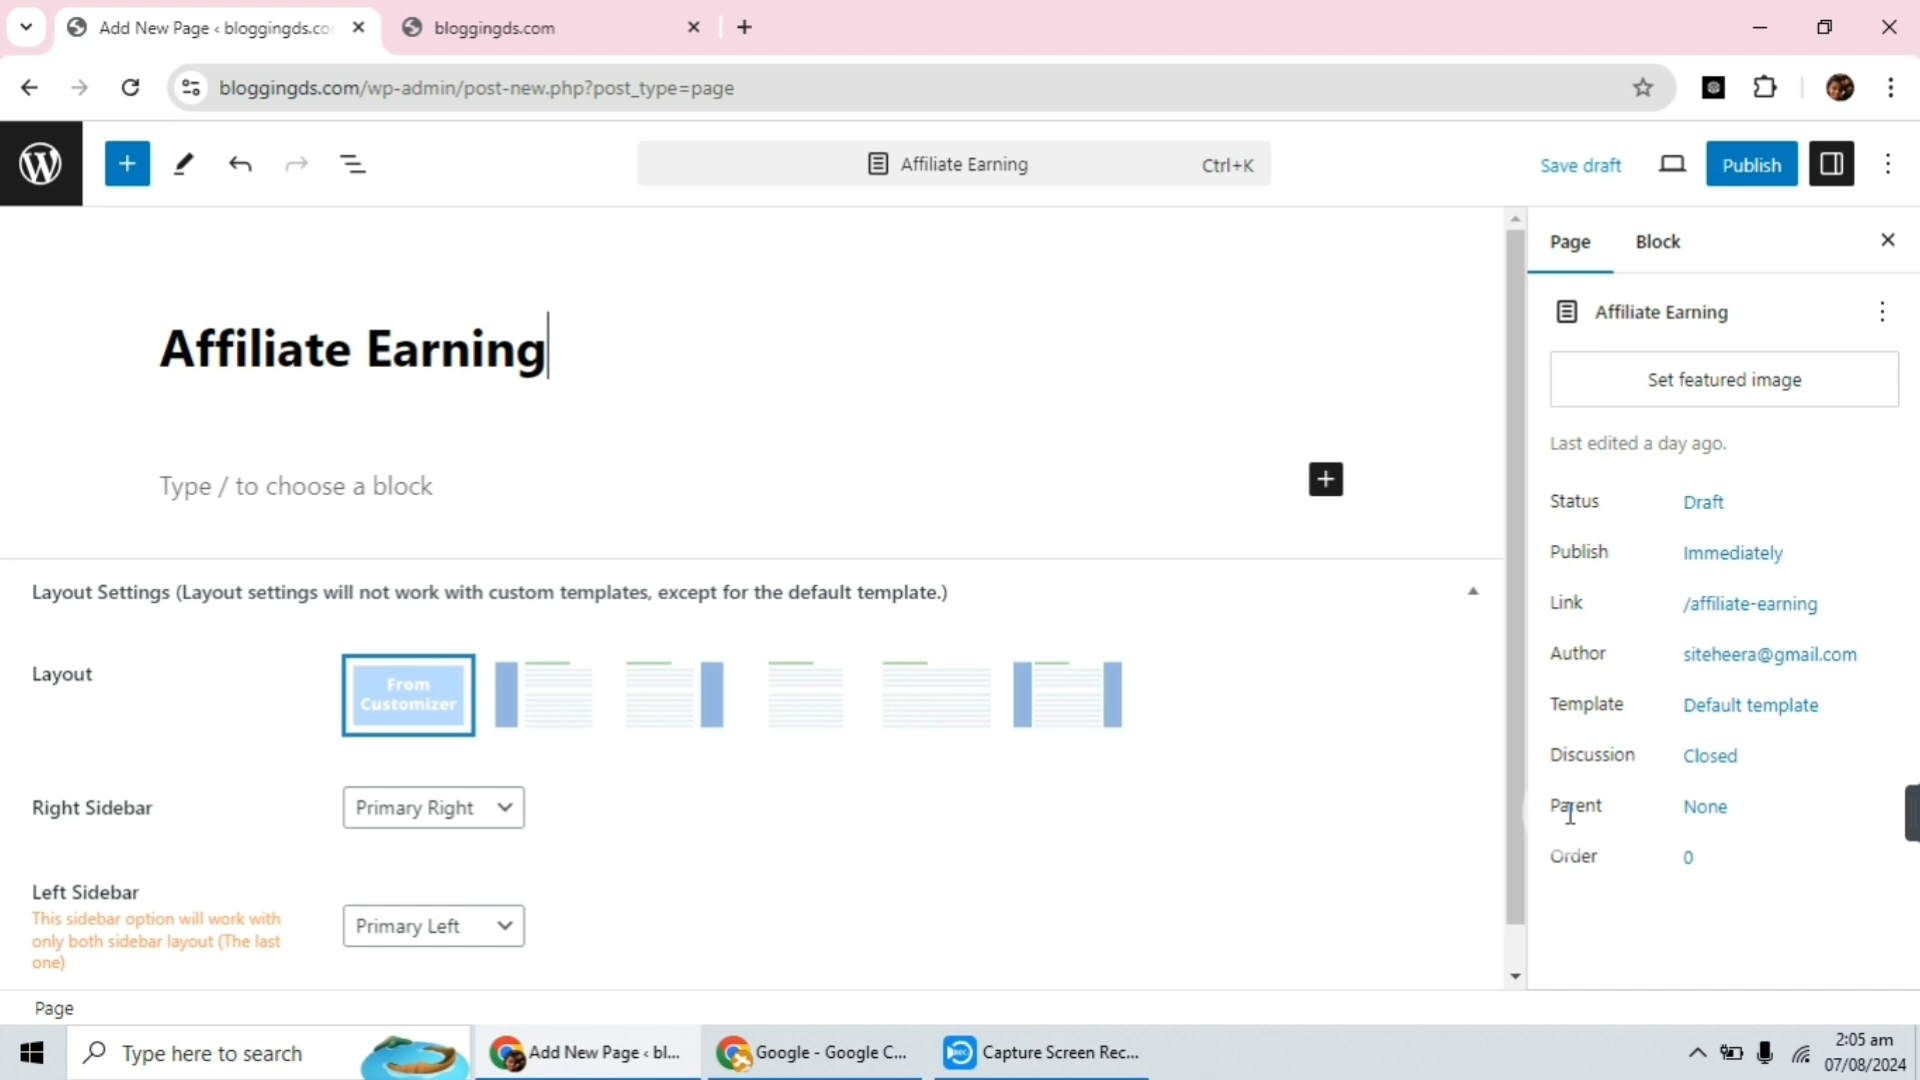 Add New Page ‹ bloggingds.co
bloggingds.com
bloggingds.com/wp-admin/post-new.php?post_type=page
Affiliate Earning
Ctrl+K
Save draft
Publish
Affiliate Earning
Type / to choose a block
Layout Settings (Layout settings will not work with custom templates, except for the default template.)
Layout
From
Customizer
Right Sidebar
Primary Right
Left Sidebar
This sidebar option will work with
only both sidebar layout (The last
one)
Primary Left
Page
Block
Affiliate Earning
Set featured image
Last edited a day ago.
Status
Draft
Publish
Immediately
Link
/affiliate-earning
Author
siteheera@gmail.com
Template
Default template
Discussion
Closed
Parent
None
Order
0
Page
Type here to search
Add New Page ‹ bl...
Google - Google C...
REC
Capture Screen Rec...
2:05 am
07/08/2024